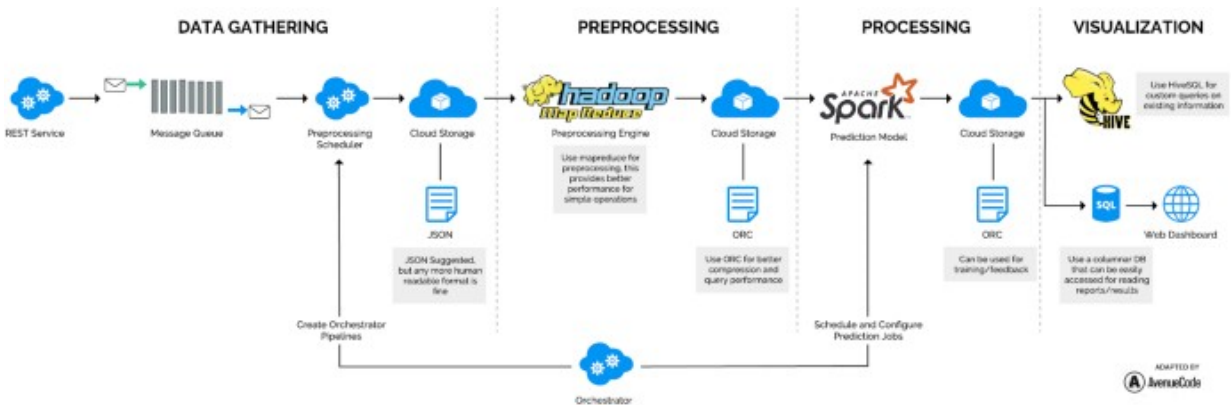 DATA GATHERING
PREPROCESSING
PROCESSING
VISUALIZATION
REST Service
Message Queue
Preprocessing
Scheduler
Cloud Storage
hadoop
Map Reduce
Preprocessing Engine
Cloud Storage
APACHE
Spark
Prediction Model
Cloud Storage
HIVE
Use HiveSQL for
custom queries on
existing information
Use mapreduce for
preprocessing, this
provides better
performance for
simple operations
JSON
JSON Suggested,
but any more human
readable format is
fine
ORC
Use ORC for better
compression and
query performance
ORC
Can be used for
training/feedback
SQL
Web Dashboard
Use a columnar DB
that can be easily
accessed for reading
reports/results
Create Orchestrator
Pipelines
Schedule and Configure
Prediction Jobs
Orchestrator
ADAPTED BY
A AvenueCode